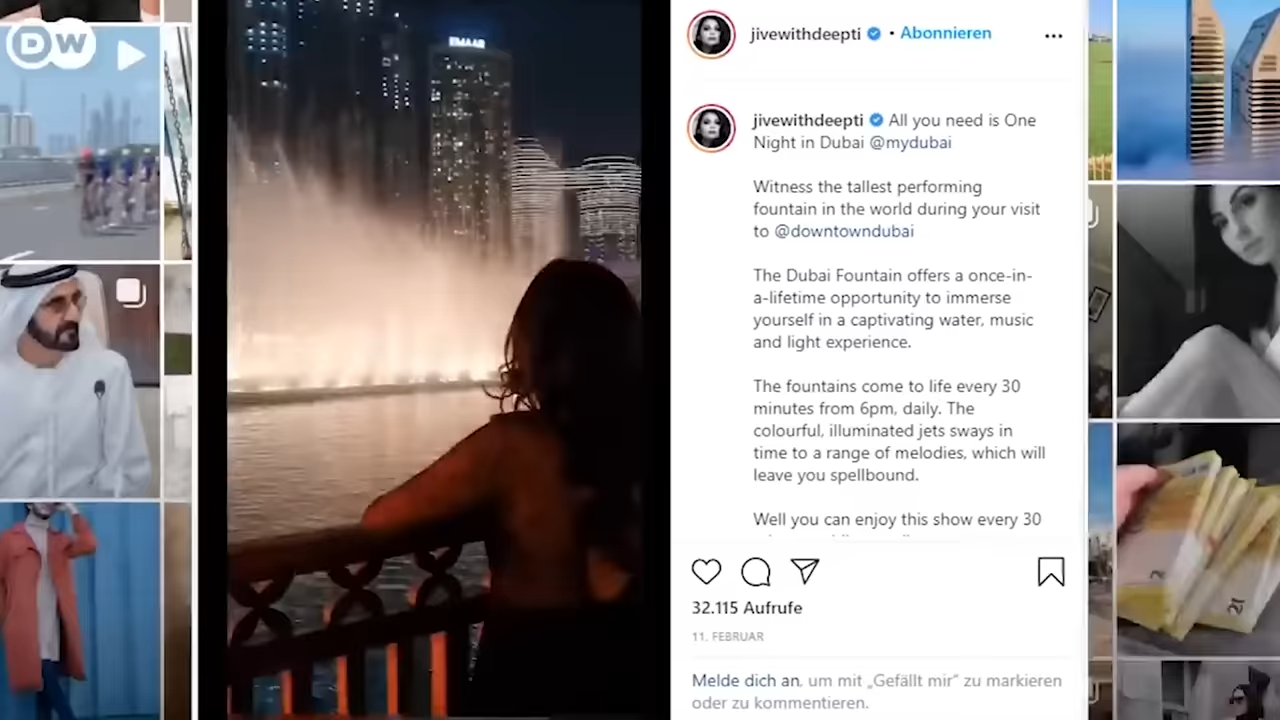 DW
EMAAR
jivewithdeepti • Abonnieren
jivewithdeepti All you need is One
Night in Dubai @mydubai
Witness the tallest performing
fountain in the world during your visit
to @downtowndubai
The Dubai Fountain offers a once-in-
a-lifetime opportunity to immerse
yourself in a captivating water, music
and light experience.
The fountains come to life every 30
minutes from 6pm, daily. The
colourful, illuminated jets sways in
time to a range of melodies, which will
leave you spellbound.
Well you can enjoy this show every 30
32.115 Aufrufe
11. FEBRUAR
Melde dich an, um mit „Gefällt mir“ zu markieren
oder zu kommentieren.